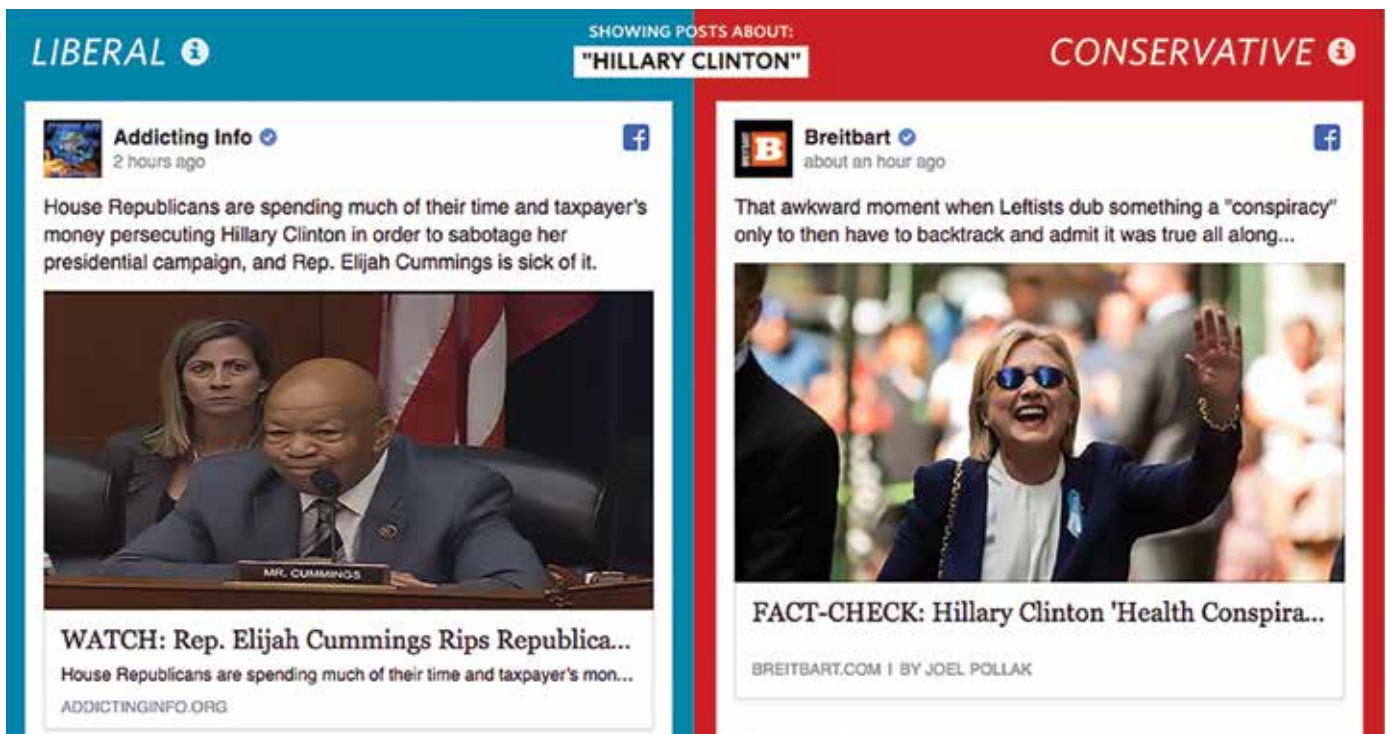 LIBERAL i
SHOWING POSTS ABOUT:
"HILLARY CLINTON"
CONSERVATIVE i
Addicting Info
2 hours ago
House Republicans are spending much of their time and taxpayer's
money persecuting Hillary Clinton in order to sabotage her
presidential campaign, and Rep. Elijah Cummings is sick of it.
MR. CUMMINGS
WATCH: Rep. Elijah Cummings Rips Republica...
House Republicans are spending much of their time and taxpayer's mon...
ADDICTINGINFO.ORG
B
Breitbart
about an hour ago
That awkward moment when Leftists dub something a "conspiracy"
only to then have to backtrack and admit it was true all along...
FACT-CHECK: Hillary Clinton 'Health Conspira...
BREITBART.COM I BY JOEL POLLAK